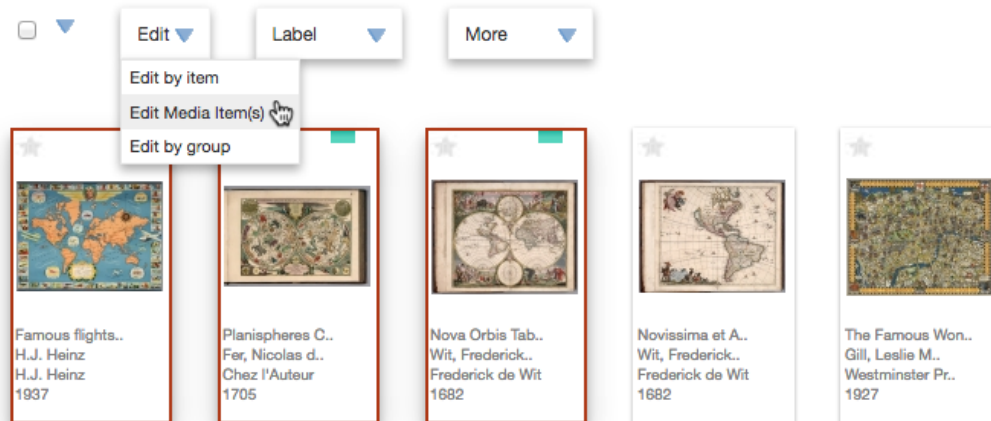 Edit
Label
More
Edit by item
Edit Media Item(s)
Edit by group
Famous flights..
H.J. Heinz
H.J. Heinz
1937
Planispheres C..
Fer, Nicolas d..
Chez l'Auteur
1705
Nova Orbis Tab..
Wit, Frederick..
Frederick de Wit
1682
Novissima et A..
Wit, Frederick..
Frederick de Wit
1682
The Famous Won..
Gill, Leslie M..
Westminster Pr..
1927